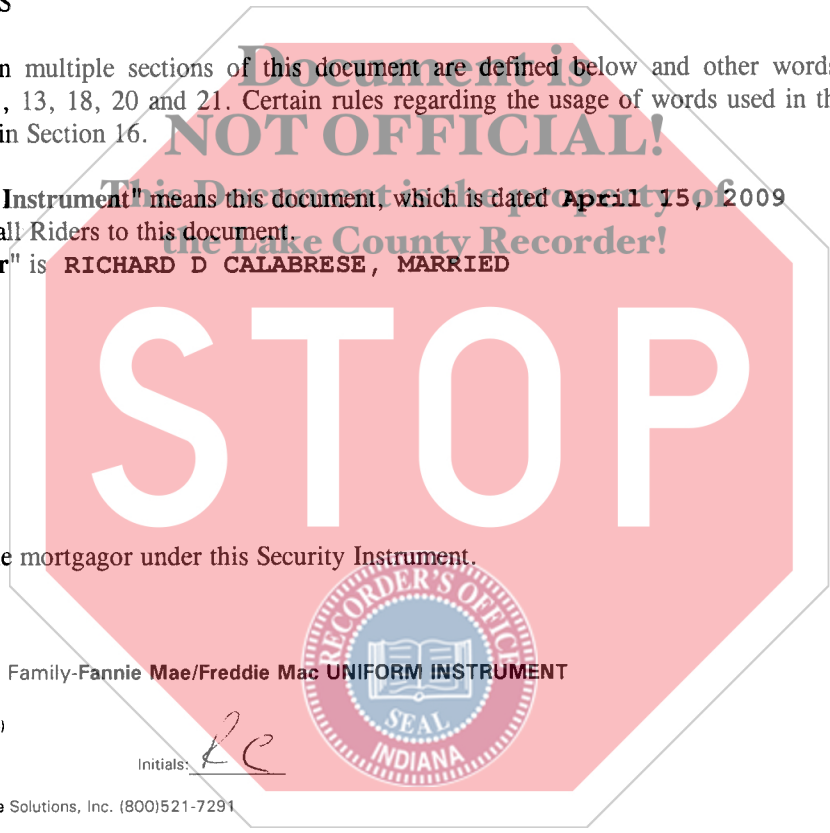 S
n multiple sections of this document are defined below and other words
, 13, 18, 20 and 21. Certain rules regarding the usage of words used in th
in Section 16.
Instrument" means this document, which is dated April 15, 2009
all Riders to this document.
r" is RICHARD D CALABRESE, MARRIED
Document is
NOT OFFICIAL!
This Document is the property of
the Lake County Recorder!
STOP
e mortgagor under this Security Instrument.
RECORDER'S OFFICE
SEAL
INDIANA
Family-Fannie Mae/Freddie Mac UNIFORM INSTRUMENT
)
Initials: RC
e Solutions, Inc. (800)521-7291